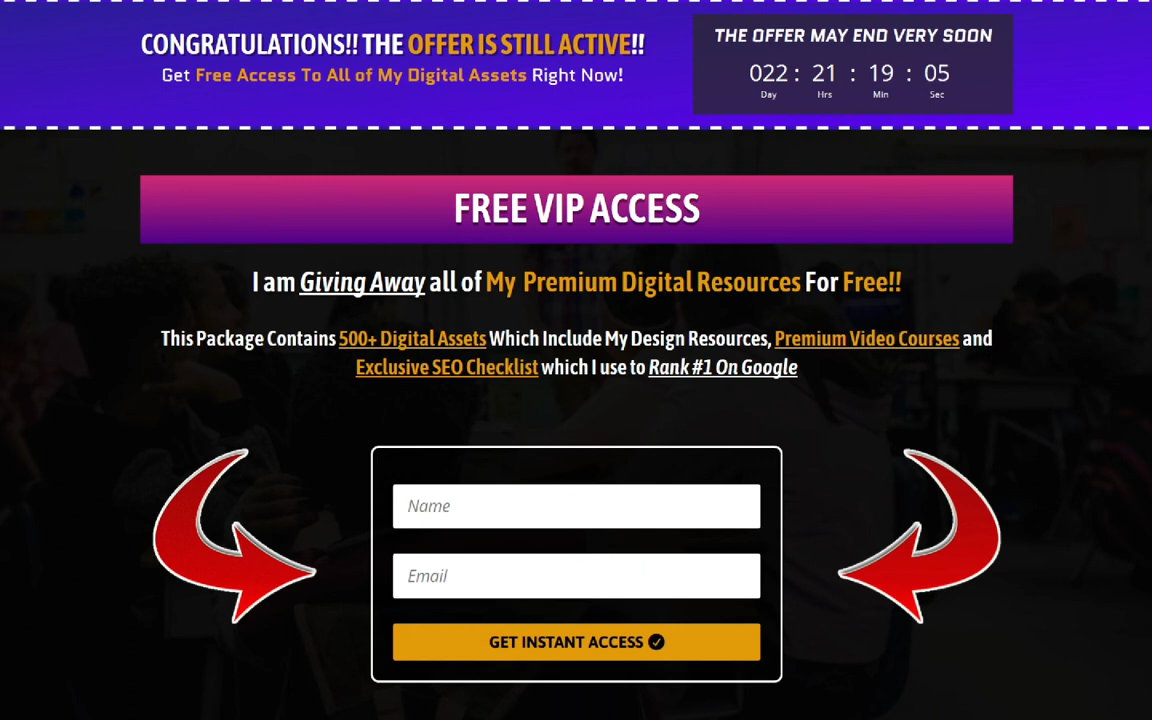 CONGRATULATIONS!! THE OFFER IS STILL ACTIVE!!
Get Free Access To All of My Digital Assets Right Now!
THE OFFER MAY END VERY SOON
022 : 21 : 19 : 05
Day Hrs Min Sec
FREE VIP ACCESS
I am Giving Away all of My Premium Digital Resources For Free!!
This Package Contains 500+ Digital Assets Which Include My Design Resources, Premium Video Courses and
Exclusive SEO Checklist which I use to Rank #1 On Google
Name
Email
GET INSTANT ACCESS